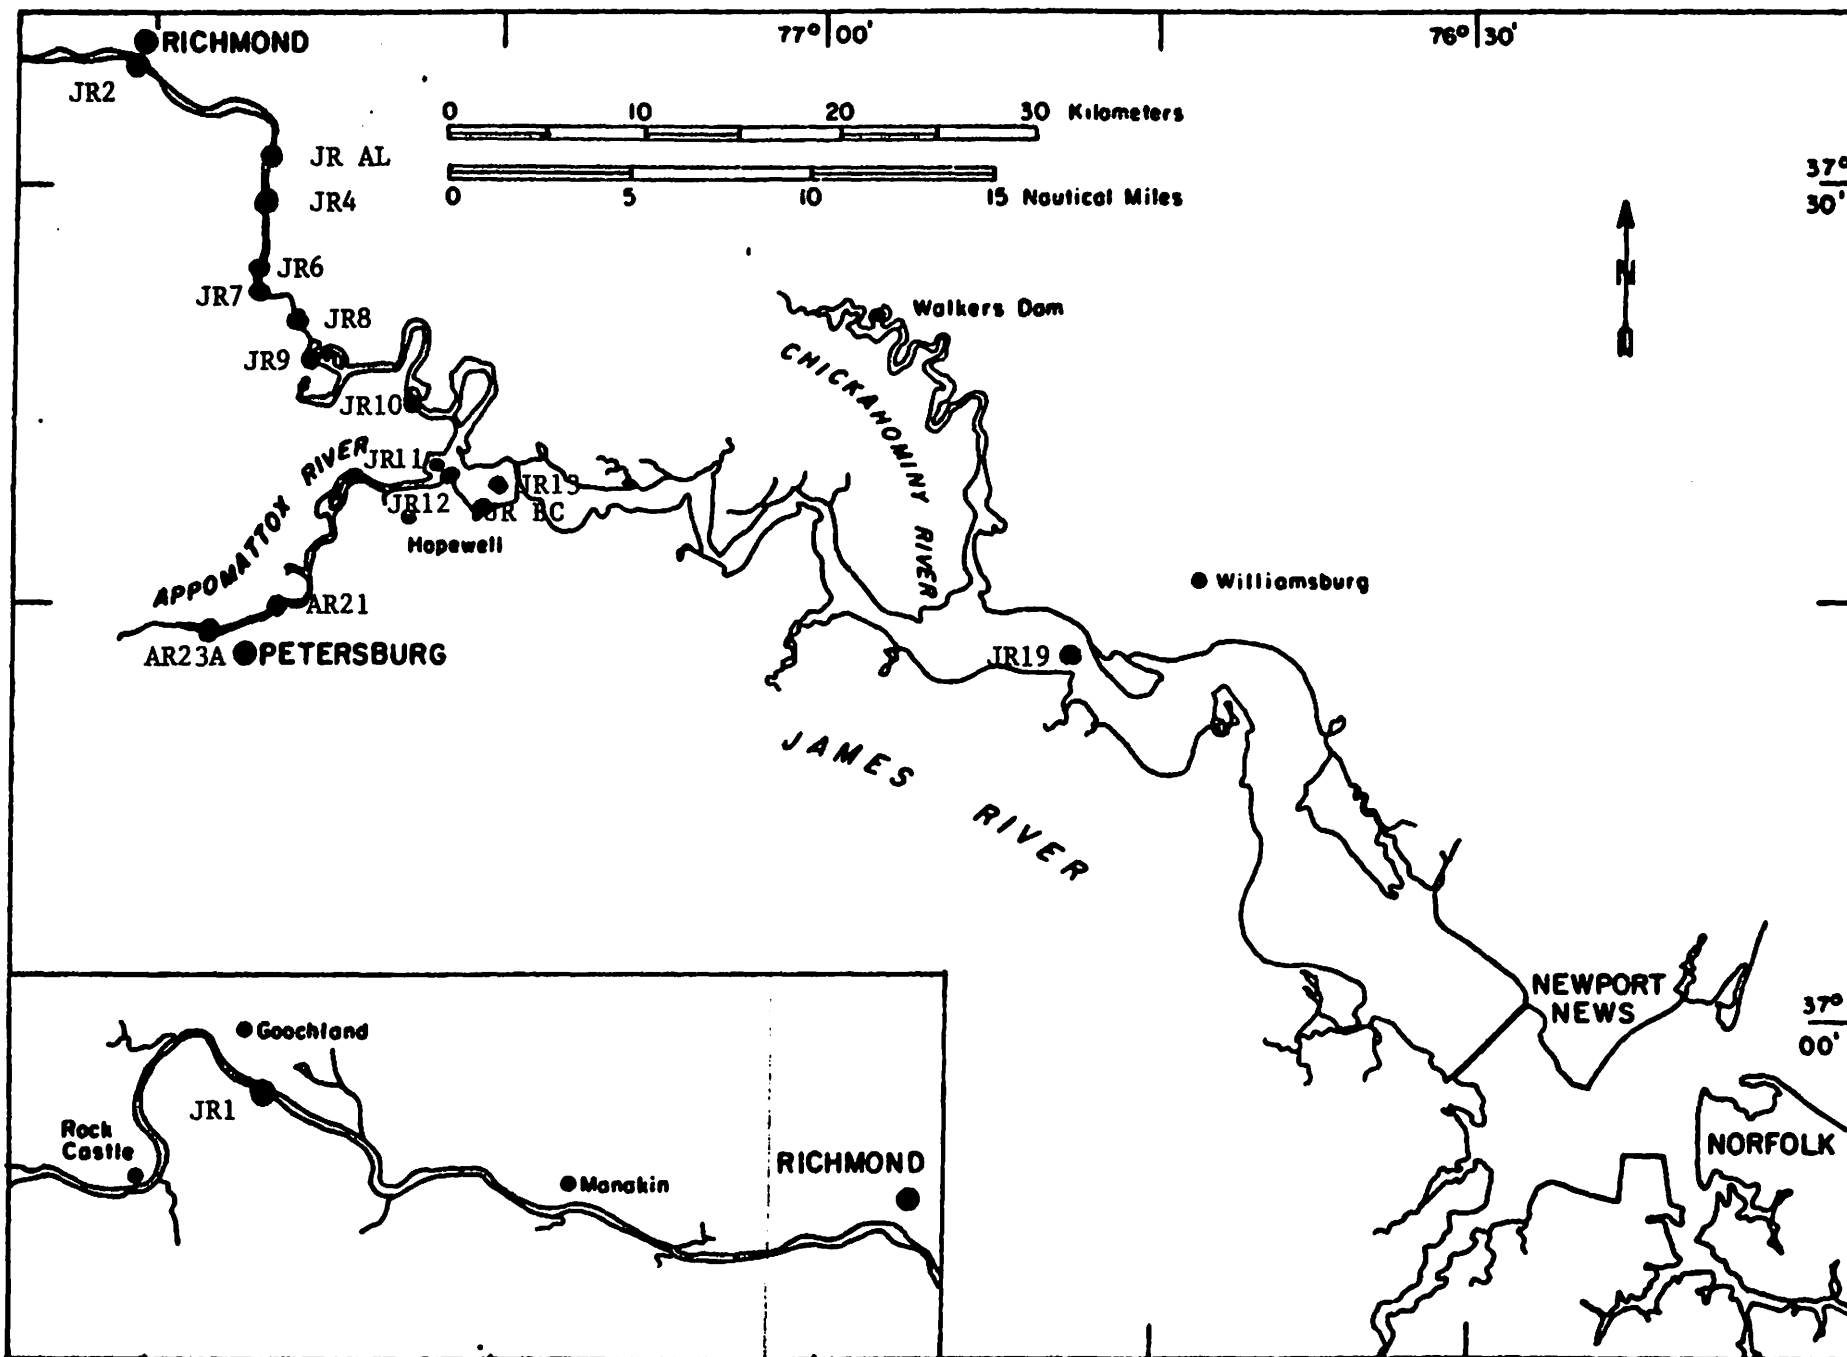 RICHMOND
77° 00'
76° 30'
JR2
0 10 20 30 Kilometers
JR AL
37°
30'
JR4
0 5 10 15 Nautical Miles
N
JR6
JR7
JR8
Walkers Dam
JR9
CHICKAHOMINY RIVER
JR10
APPOMATTOX RIVER
JR11
JR12
JR13
JR BC
Hopewell
Williamsburg
AR21
AR23A
PETERSBURG
JR19
JAMES RIVER
NEWPORT
NEWS
37°
00'
Goochland
JR1
Rock
Castle
Manakin
RICHMOND
NORFOLK